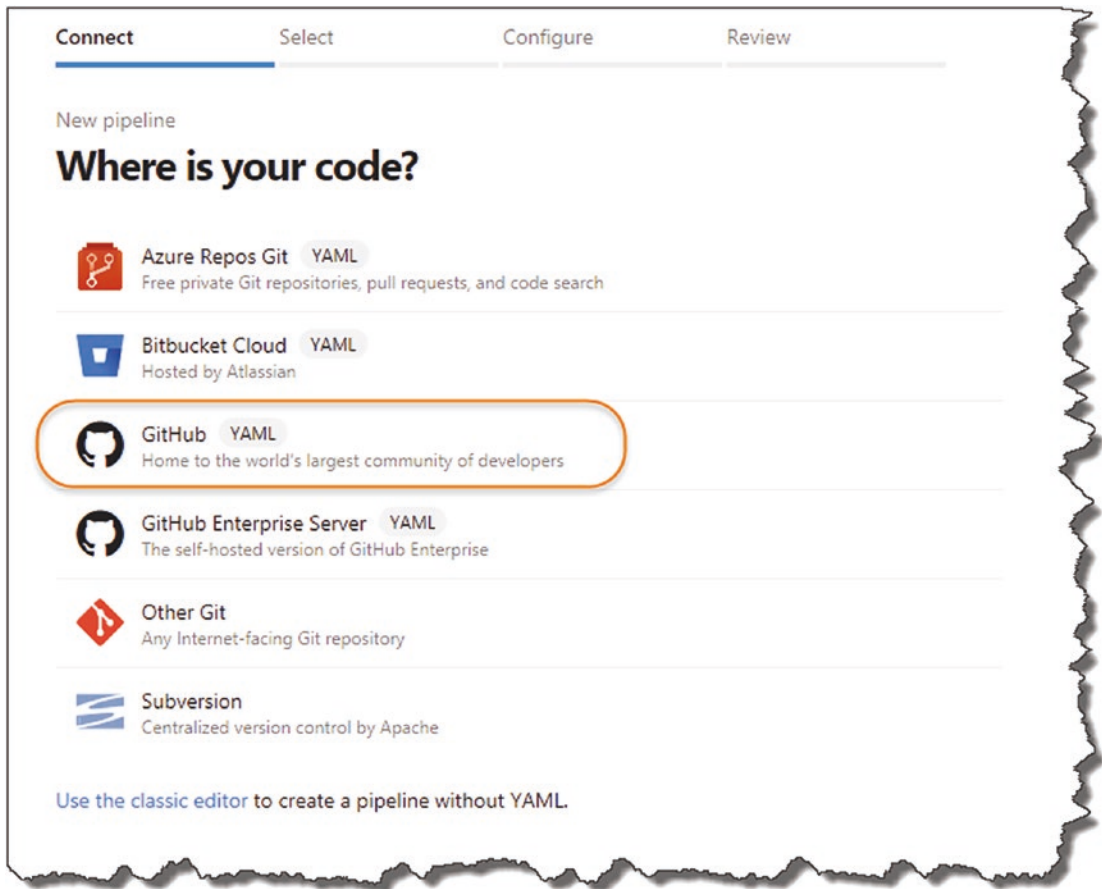 Connect Select Configure Review
New pipeline
Where is your code?
Azure Repos Git YAML
Free private Git repositories, pull requests, and code search
Bitbucket Cloud YAML
Hosted by Atlassian
GitHub YAML
Home to the world's largest community of developers
GitHub Enterprise Server YAML
The self-hosted version of GitHub Enterprise
Other Git
Any Internet-facing Git repository
Subversion
Centralized version control by Apache
Use the classic editor to create a pipeline without YAML.